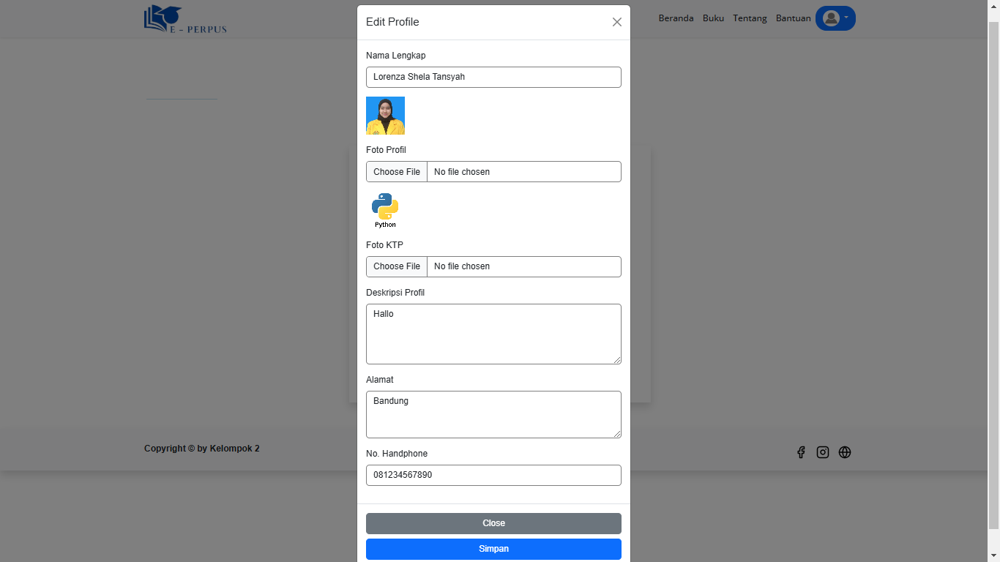 E - PERPUS
Beranda Buku Tentang Bantuan
Edit Profile
Nama Lengkap
Lorenza Shela Tansyah
Foto Profil
Choose File No file chosen
Python
Foto KTP
Choose File No file chosen
Deskripsi Profil
Hallo
Alamat
Bandung
No. Handphone
081234567890
Close
Simpan
Copyright © by Kelompok 2